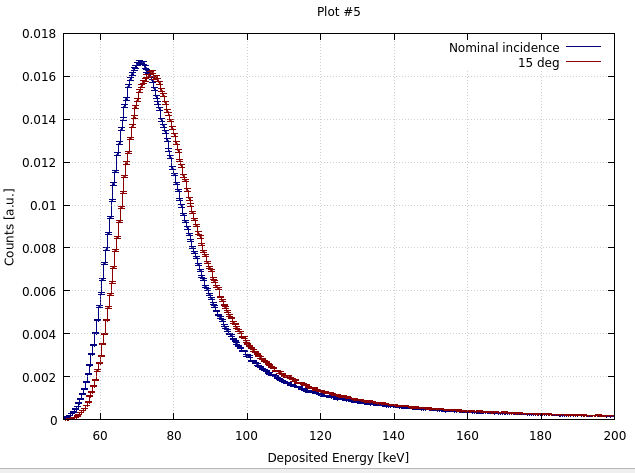 Plot #5
Nominal incidence
15 deg
Counts [a.u.]
0.018
0.016
0.014
0.012
0.01
0.008
0.006
0.004
0.002
0
60 80 100 120 140 160 180 200
Deposited Energy [keV]